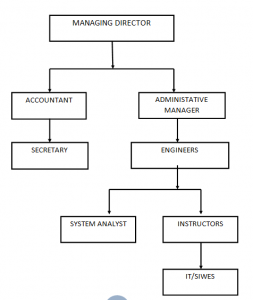 MANAGING DIRECTOR
ACCOUNTANT
ADMINISTATIVE
MANAGER
SECRETARY
ENGINEERS
SYSTEM ANALYST
INSTRUCTORS
IT/SIWES